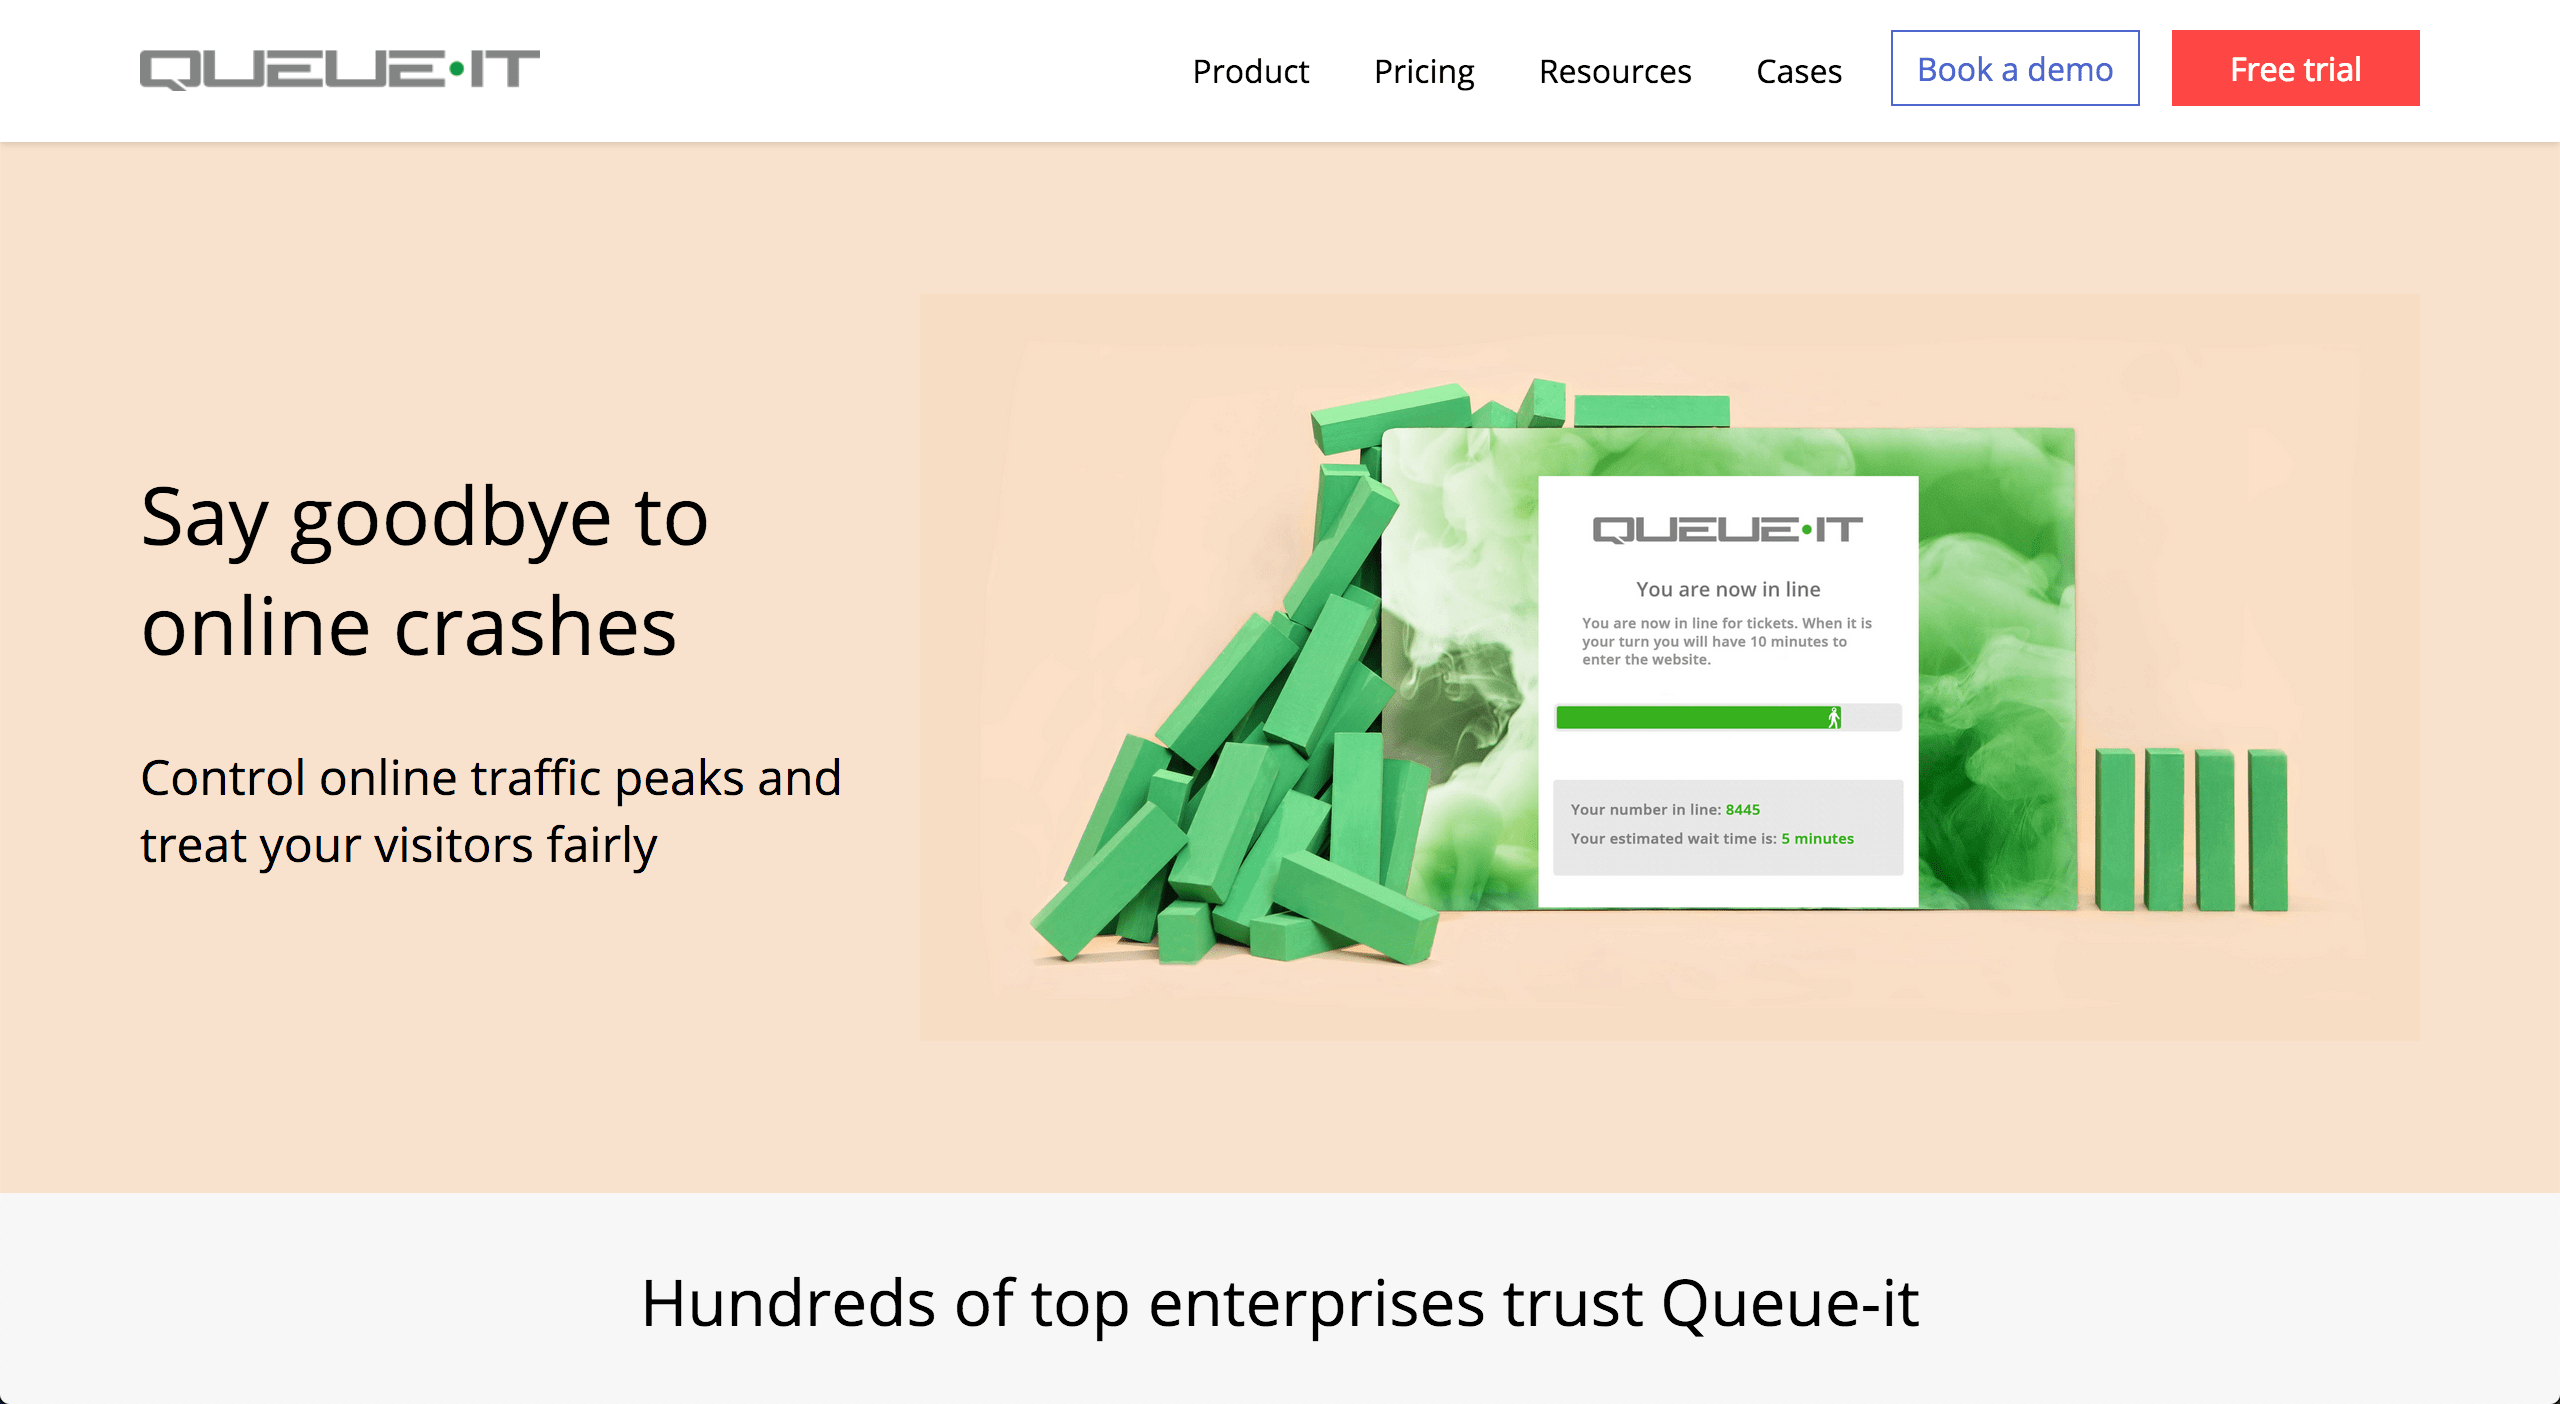 QUEUE·IT
Product
Pricing
Resources
Cases
Book a demo
Free trial
Say goodbye to
online crashes
Control online traffic peaks and
treat your visitors fairly
QUEUE·IT
You are now in line
You are now in line for tickets. When it is
your turn you will have 10 minutes to
enter the website.
Your number in line: 8445
Your estimated wait time is: 5 minutes
Hundreds of top enterprises trust Queue-it